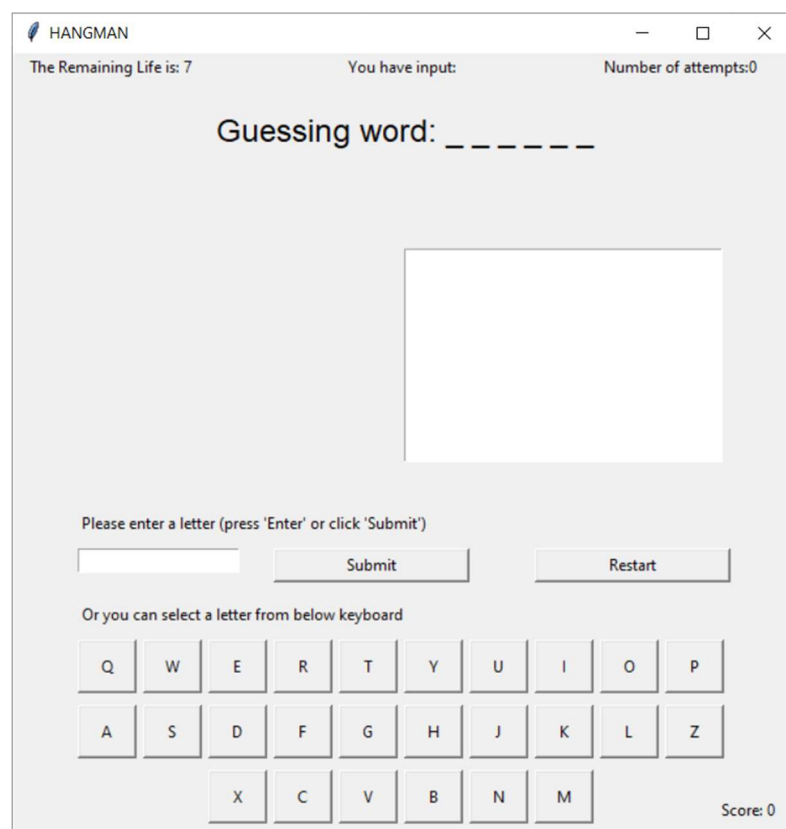 HANGMAN
The Remaining Life is: 7 You have input: Number of attempts:0
Guessing word: _ _ _ _ _ _
Please enter a letter (press 'Enter' or click 'Submit')
Submit Restart
Or you can select a letter from below keyboard
Q W E R T Y U I O P
A S D F G H J K L Z
X C V B N M
Score: 0